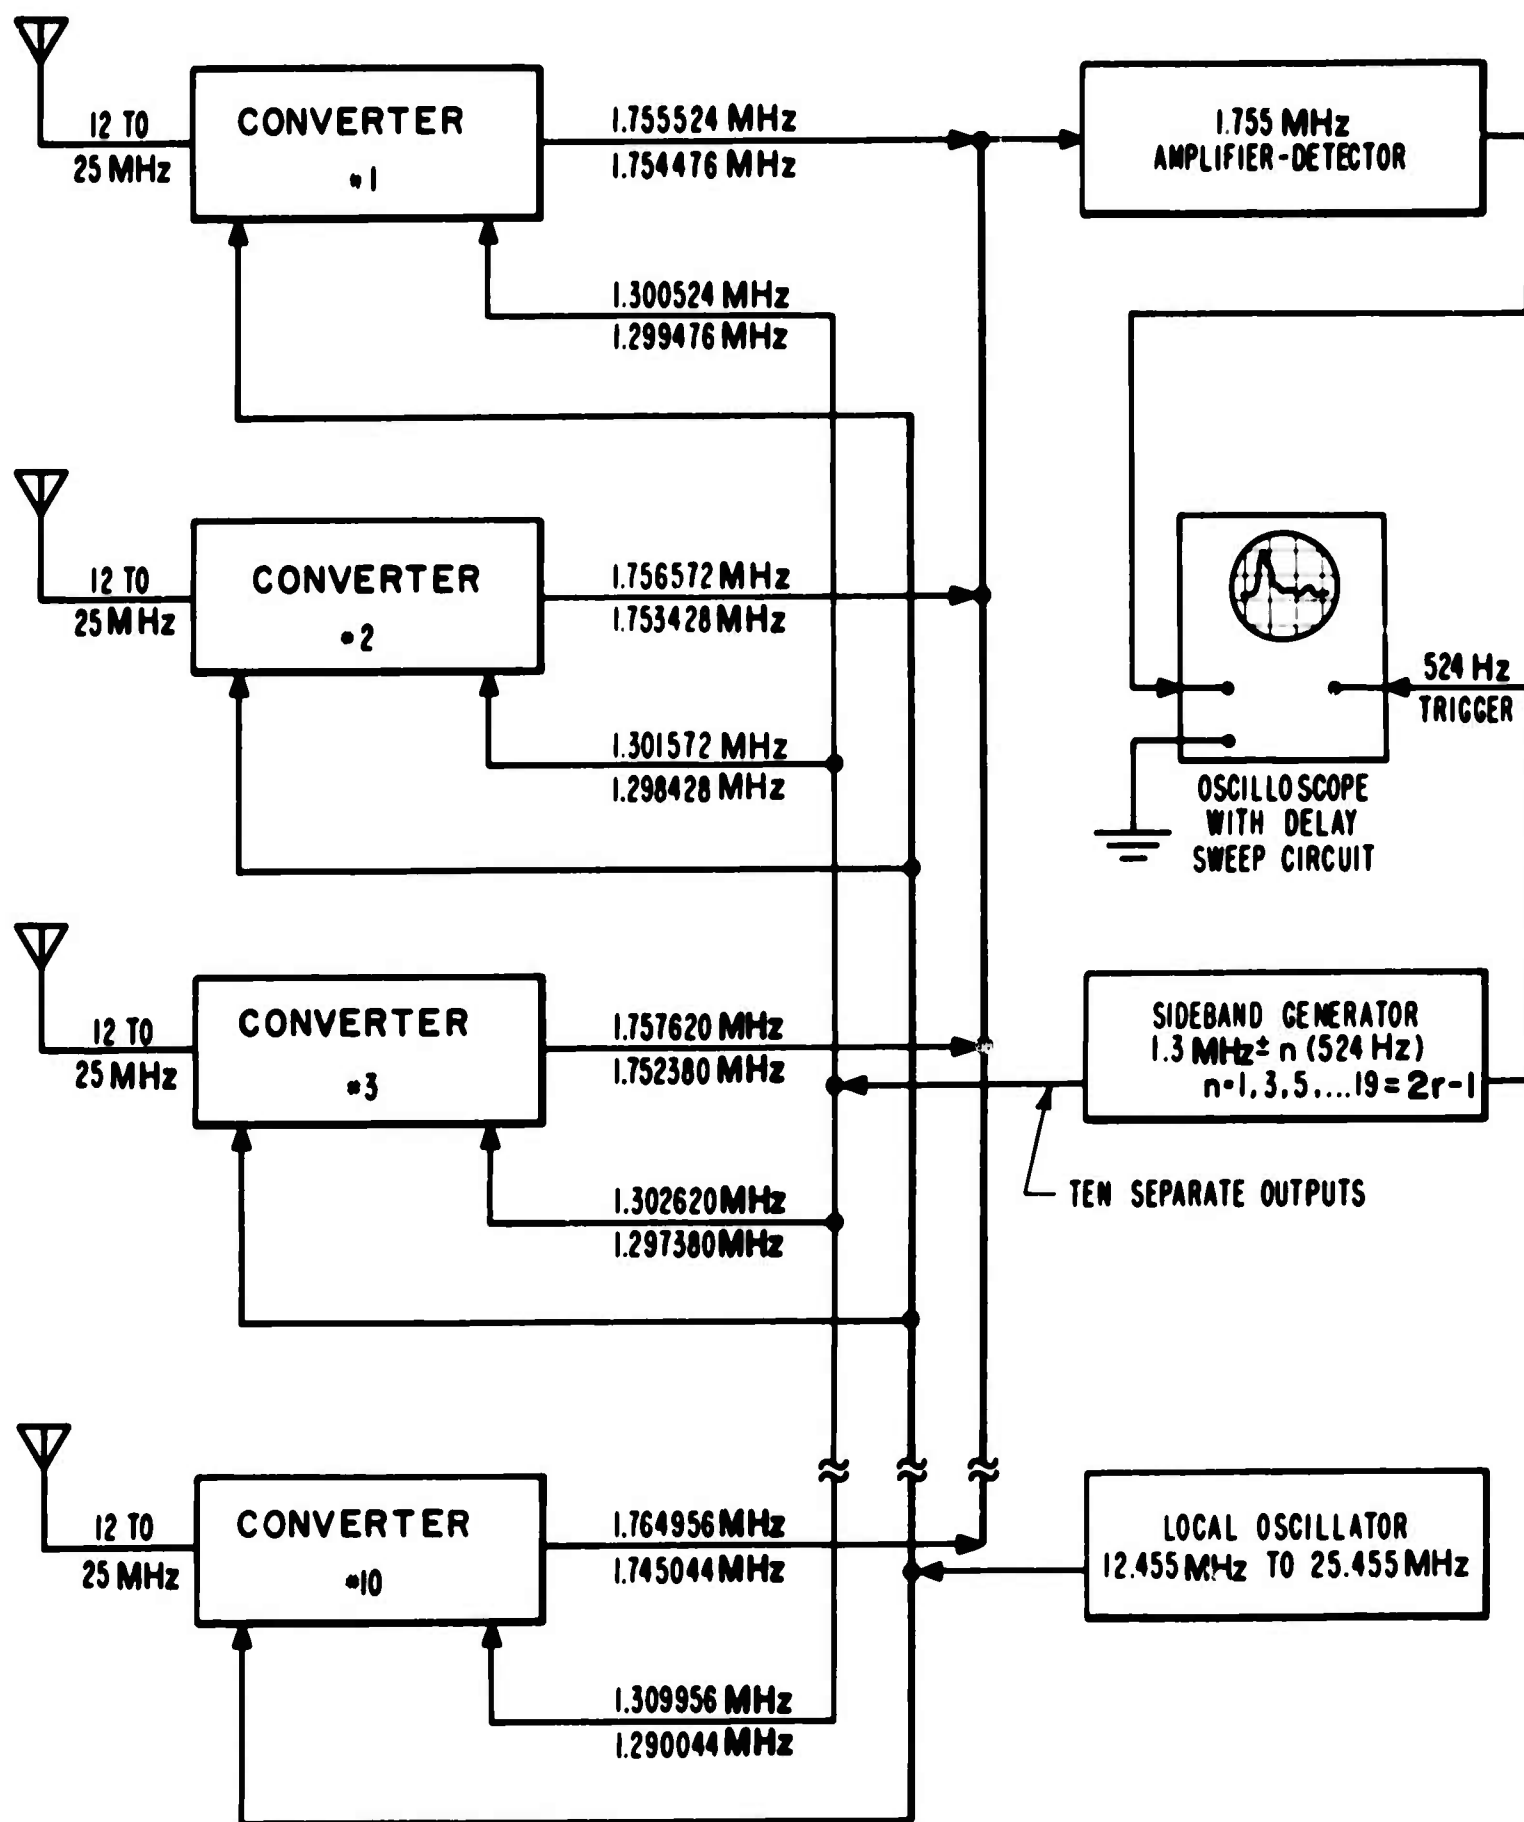 12 TO
25 MHz
CONVERTER
#1
1.755524 MHz
1.754476 MHz
1.755 MHz
AMPLIFIER-DETECTOR
1.300524 MHz
1.299476 MHz
12 TO
25 MHz
CONVERTER
#2
1.756572 MHz
1.753428 MHz
1.301572 MHz
1.298428 MHz
524 Hz
TRIGGER
OSCILLOSCOPE
WITH DELAY
SWEEP CIRCUIT
12 TO
25 MHz
CONVERTER
#3
1.757620 MHz
1.752380 MHz
SIDEBAND GENERATOR
1.3 MHz ± n (524 Hz)
n=1, 3, 5, ... 19 = 2r-1
TEN SEPARATE OUTPUTS
1.302620 MHz
1.297380 MHz
12 TO
25 MHz
CONVERTER
#10
1.764956 MHz
1.745044 MHz
LOCAL OSCILLATOR
12.455 MHz TO 25.455 MHz
1.309956 MHz
1.290044 MHz